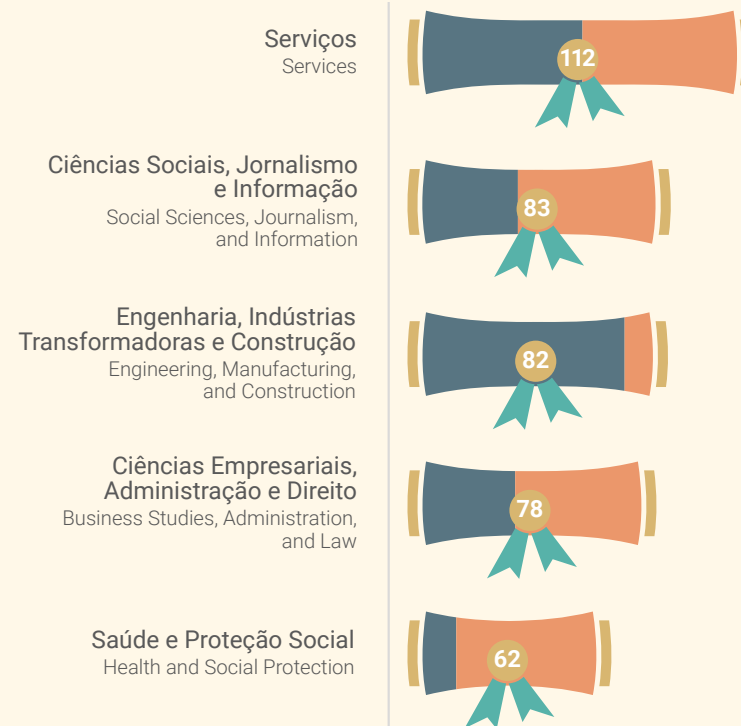 Serviços
Services
112
Ciências Sociais, Jornalismo
e Informação
Social Sciences, Journalism,
and Information
83
Engenharia, Indústrias
Transformadoras e Construção
Engineering, Manufacturing,
and Construction
82
Ciências Empresariais,
Administração e Direito
Business Studies, Administration,
and Law
78
Saúde e Proteção Social
Health and Social Protection
62